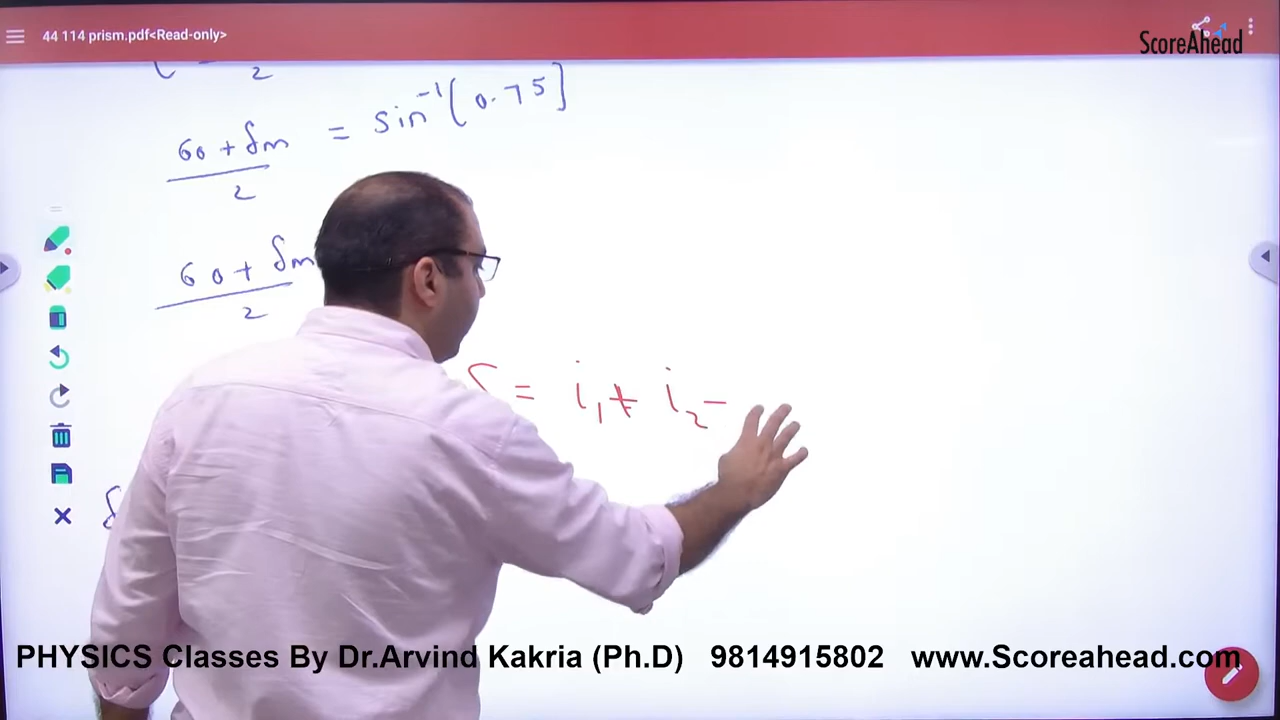 44 114 prism.pdf<Read-only>
ScoreAhead
2
60 + δm = sin⁻¹(0.75]
2
60 + δm
2
δ = i₁ + i₂ -
δ
PHYSICS Classes By Dr.Arvind Kakria (Ph.D) 9814915802 www.Scoreahead.com